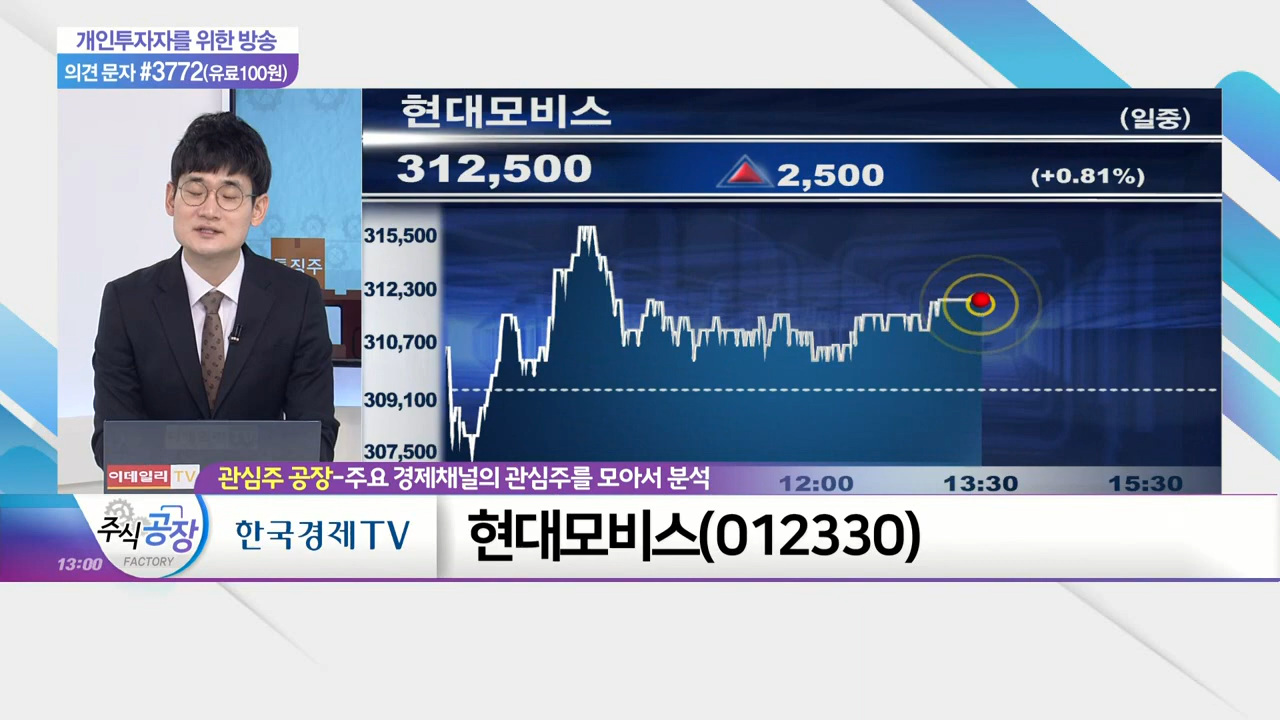 개인투자자를 위한 방송
의견 문자 #3772(유료100원)
현대모비스
(일중)
312,500
2,500
(+0.81%)
315,500
312,300
310,700
309,100
307,500
특징주
12:00
13:30
15:30
이데일리TV
관심주 공장-주요 경제채널의 관심주를 모아서 분석
주식공장
FACTORY
13:00
한국경제TV
현대모비스(012330)